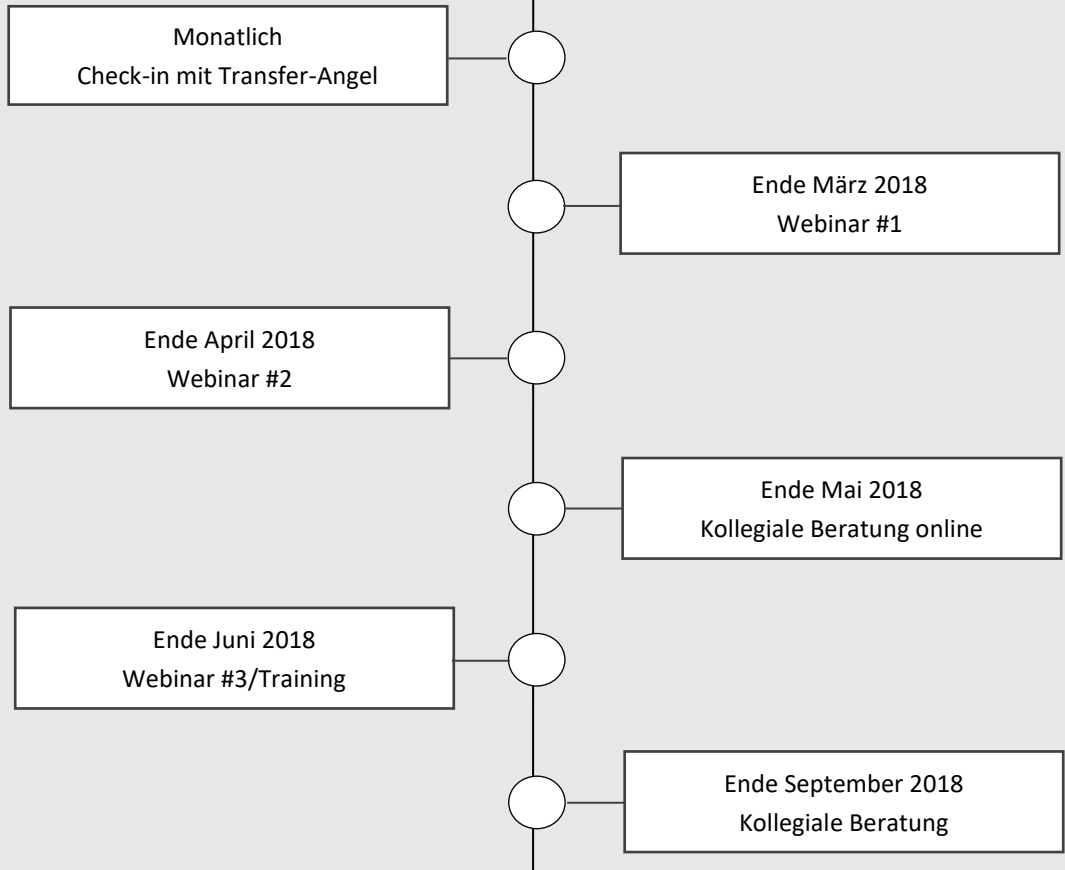 Monatlich
Check-in mit Transfer-Angel
Ende März 2018
Webinar #1
Ende April 2018
Webinar #2
Ende Mai 2018
Kollegiale Beratung online
Ende Juni 2018
Webinar #3/Training
Ende September 2018
Kollegiale Beratung